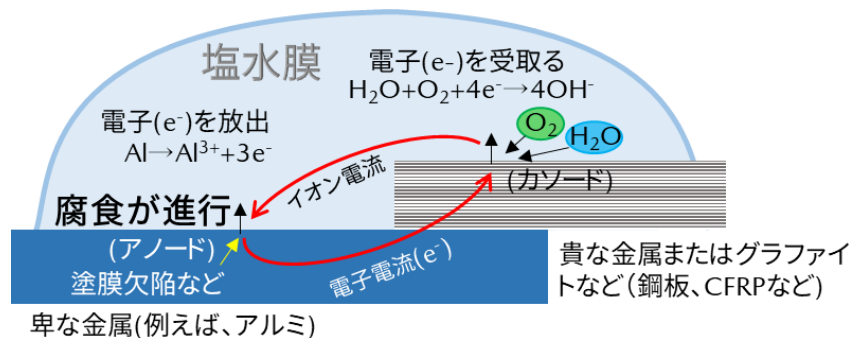 塩水膜
電子(e-)を受取る
H₂O+O₂+4e⁻→4OH⁻
電子(e⁻)を放出
Al→Al³⁺+3e⁻
O₂
H₂O
イオン電流
(カソード)
腐食が進行
(アノード)
塗膜欠陥など
電子電流(e⁻)
貴な金属またはグラファイ
トなど(鋼板、CFRPなど)
卑な金属(例えば、アルミ)